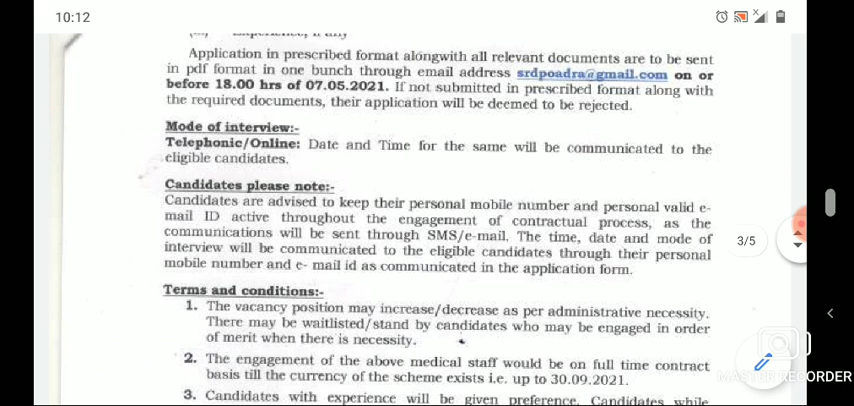 10:12
Application in prescribed format alongwith all relevant documents are to be sent
in pdf format in one bunch through email address srdpoadra@gmail.com on or
before 18.00 hrs of 07.05.2021. If not submitted in prescribed format along with
the required documents, their application will be deemed to be rejected.
Mode of interview:-
Telephonic/Online: Date and Time for the same will be communicated to the
eligible candidates.
Candidates please note:-
Candidates are advised to keep their personal mobile number and personal valid e-
mail ID active throughout the engagement of contractual process, as the
communications will be sent through SMS/e-mail. The time, date and mode of
interview will be communicated to the eligible candidates through their personal
mobile number and e- mail id as communicated in the application form.
3/5
Terms and conditions:-
1. The vacancy position may increase/decrease as per administrative necessity.
There may be waitlisted/stand by candidates who may be engaged in order
of merit when there is necessity.
2. The engagement of the above medical staff would be on full time contract
basis till the currency of the scheme exists i.e. up to 30.09.2021.
3. Candidates with experience will be given preference. Candidates while
RECORDER